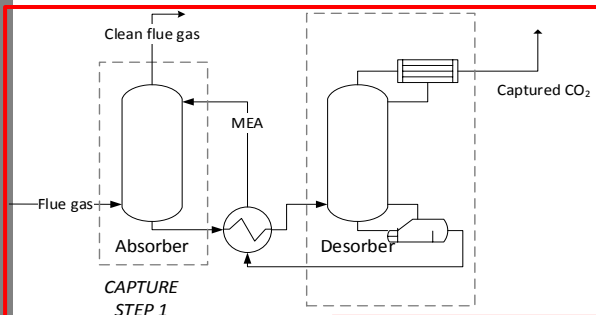 Clean flue gas
MEA
Captured CO₂
Flue gas
Absorber
Desorber
CAPTURE
STEP 1